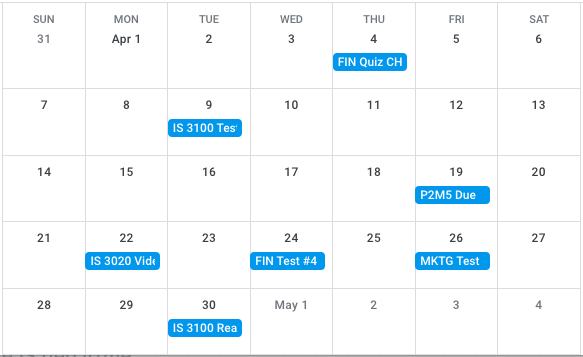 SUN MON TUE WED THU FRI SAT
31 Apr 1 2 3 4 5 6
FIN Quiz CH
7 8 9 10 11 12 13
IS 3100 Tes
14 15 16 17 18 19 20
P2M5 Due
21 22 23 24 25 26 27
IS 3020 Vide FIN Test #4 MKTG Test
28 29 30 May 1 2 3 4
IS 3100 Rea